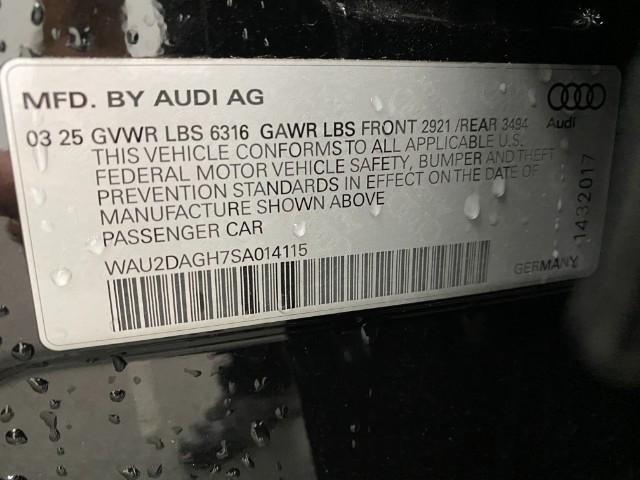 MFD. BY AUDI AG
Audi
03 25 GVWR LBS 6316 GAWR LBS FRONT 2921 /REAR 3494
THIS VEHICLE CONFORMS TO ALL APPLICABLE U.S.
FEDERAL MOTOR VEHICLE SAFETY, BUMPER AND THEFT
PREVENTION STANDARDS IN EFFECT ON THE DATE OF
MANUFACTURE SHOWN ABOVE
PASSENGER CAR
WAU2DAGH7SA014115
GERMANY
1432017